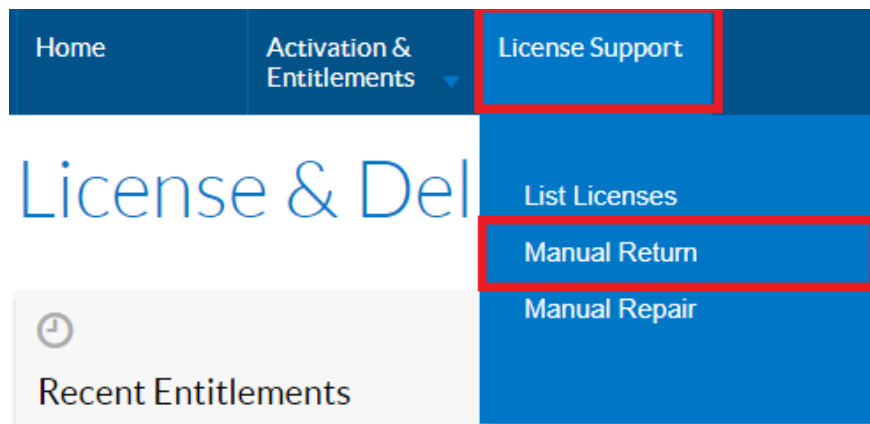 Home
Activation &
Entitlements
License Support
License & Del
List Licenses
Manual Return
Manual Repair
Recent Entitlements